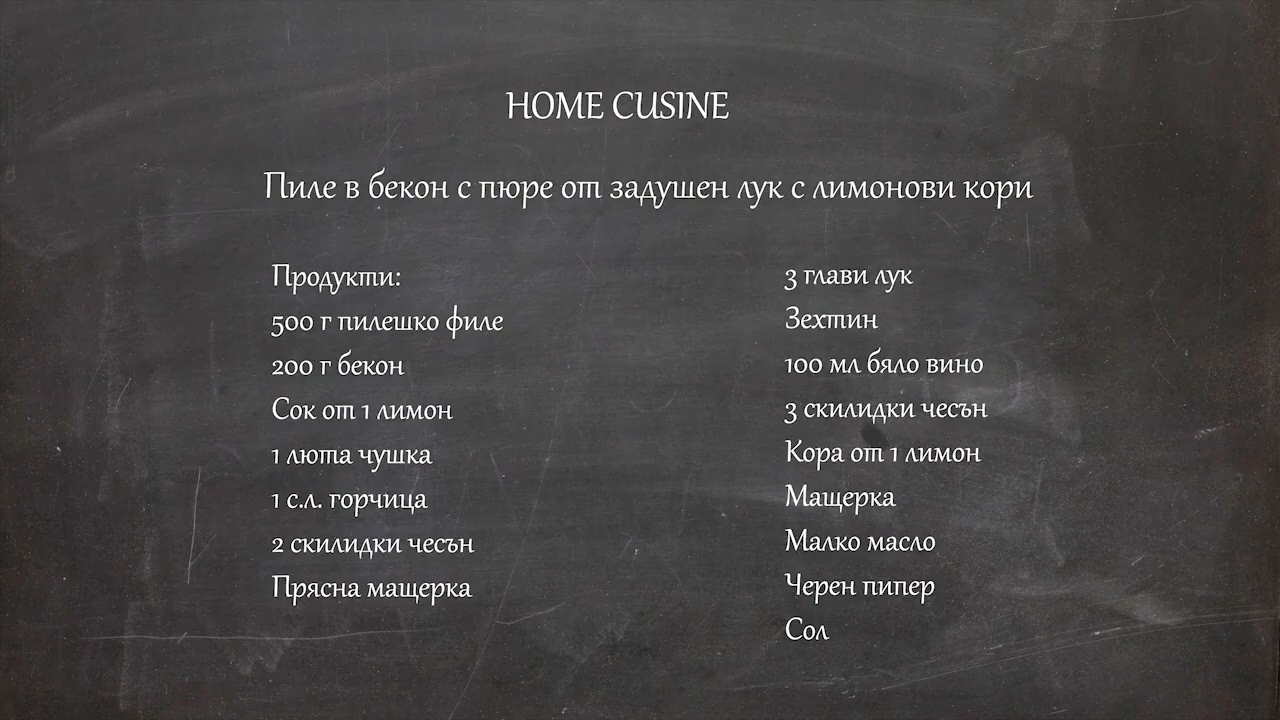 HOME CUSINE
Пиле в бекон с пюре от задушен лук с лимонови кори
Продукти:
500 г пилешко филе
200 г бекон
Сок от 1 лимон
1 люта чушка
1 с.л. горчица
2 скилидки чесън
Прясна мащерка
3 глави лук
Зехтин
100 мл бяло вино
3 скилидки чесън
Кора от 1 лимон
Мащерка
Малко масло
Черен пипер
Сол